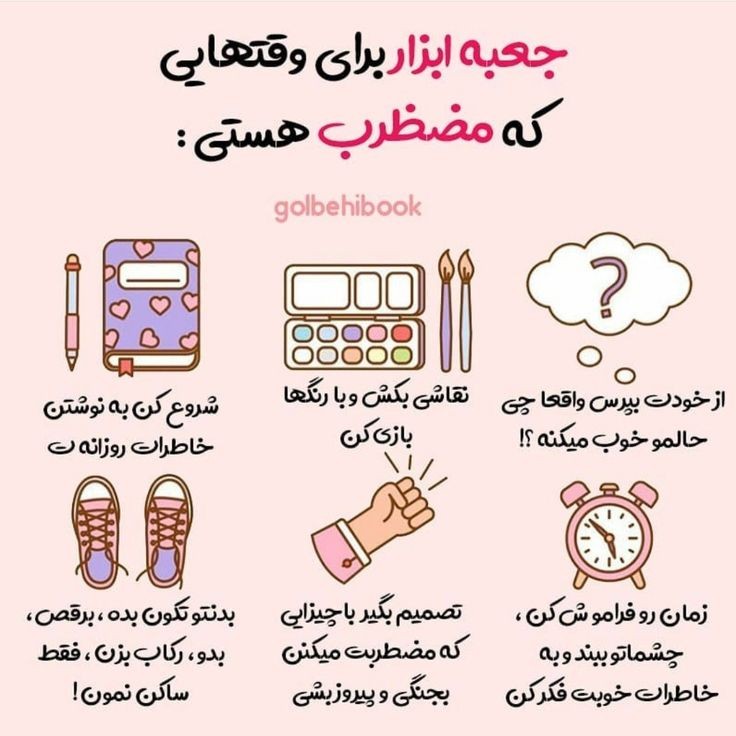 جعبه ابزار برای وقتهایی
که مضطرب هستی :
golbehibook
از خودت بپرس واقعا چی
حالمو خوب میکنه ؟!
نقاشی بکش و با رنگها
بازی کن
شروع کن به نوشتن
خاطرات روزانه ت
زمان رو فراموش کن ،
چشماتو ببند و به
خاطرات خوبت فکر کن
تصمیم بگیر با چیزایی
که مضطربت میکنن
بجنگی و پیروز بشی
بدنتو تکون بده ، برقص ،
بدو ، رکاب بزن ، فقط
ساکن نمون !